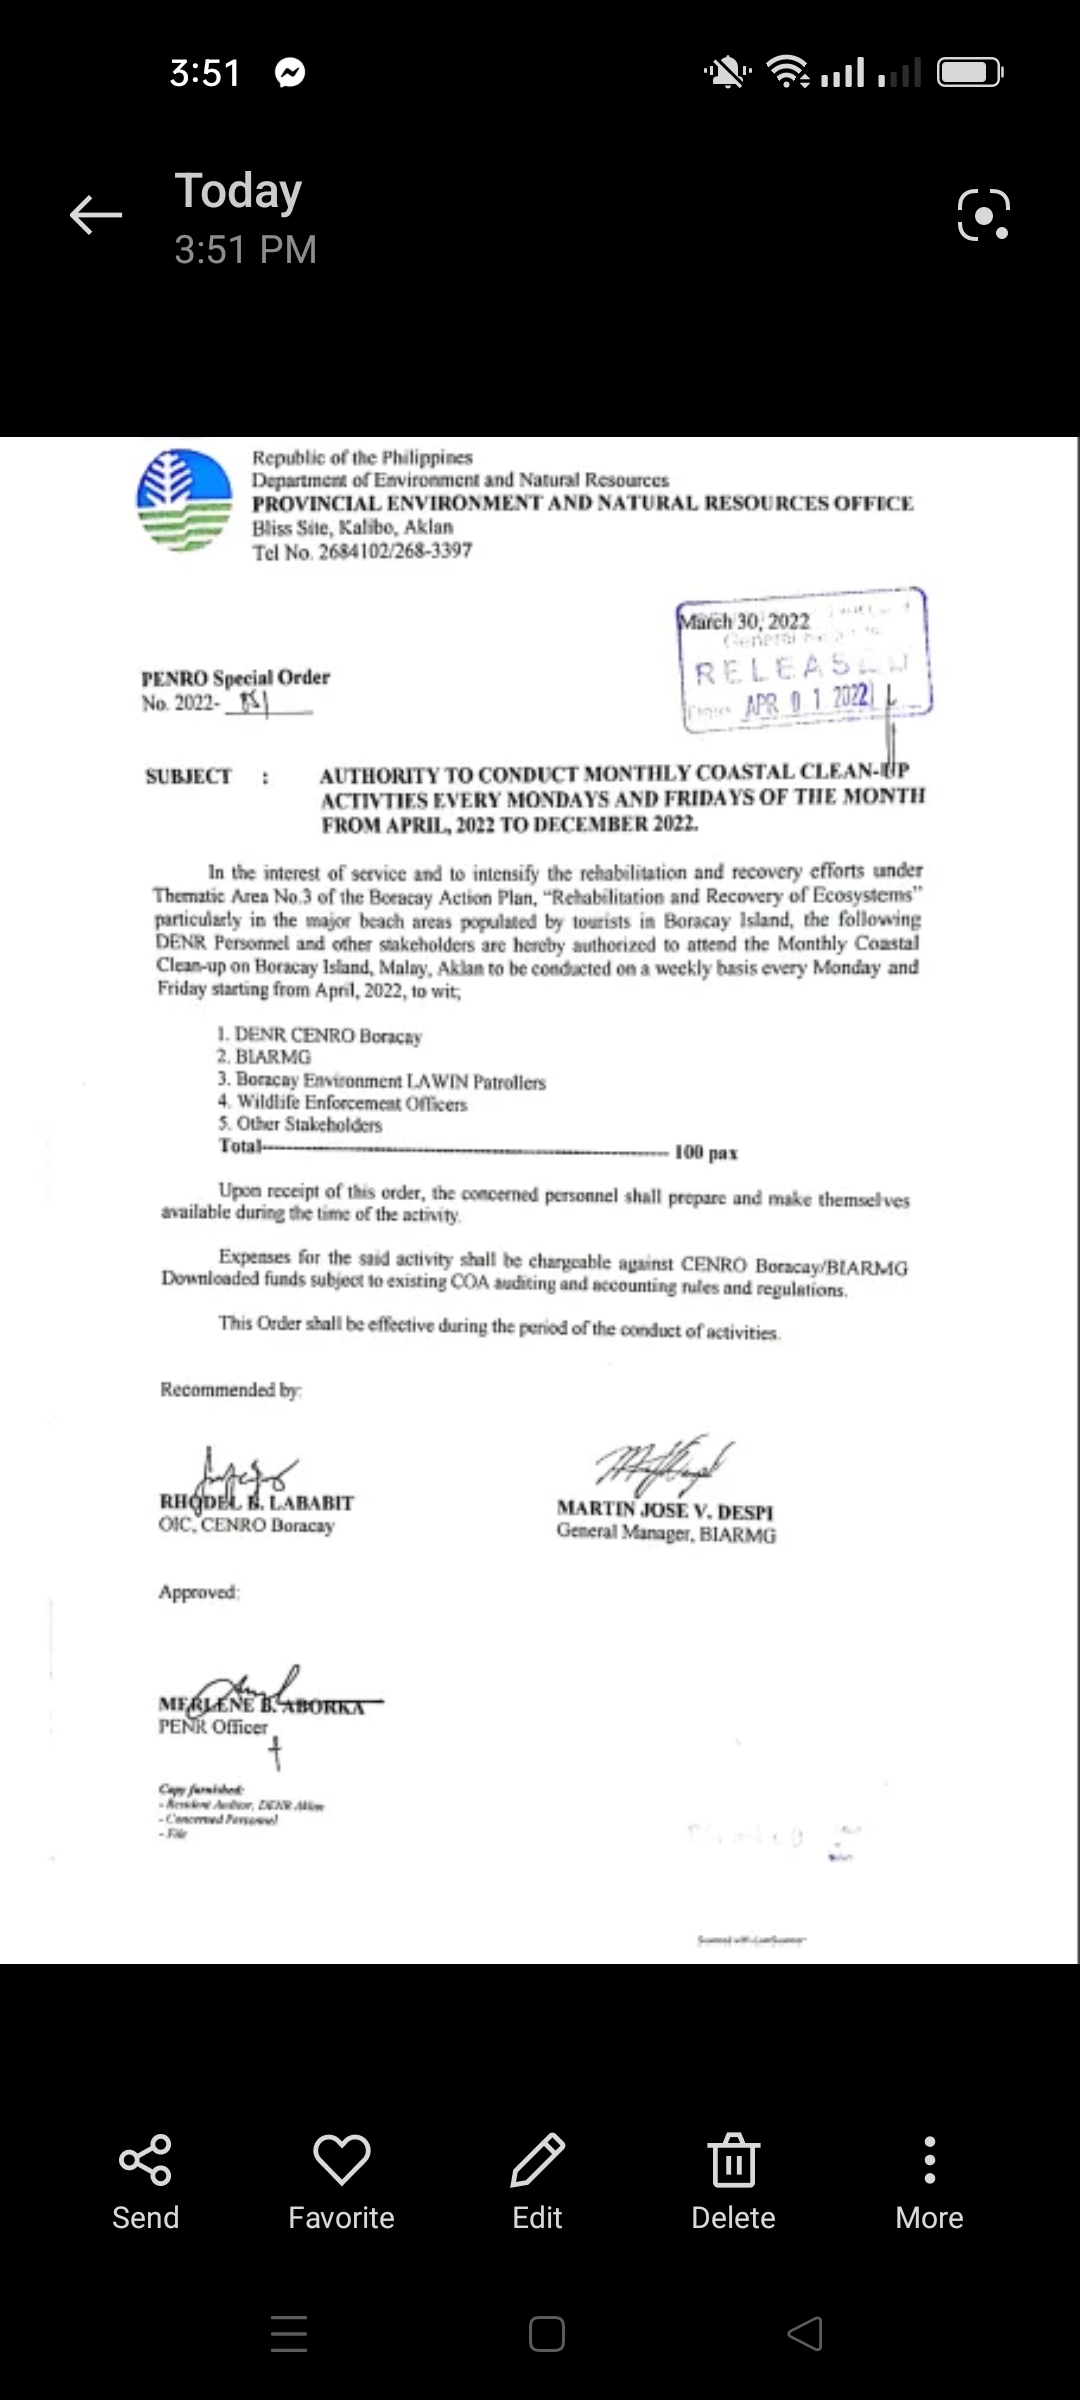 3:51
Today
3:51 PM
Republic of the Philippines
Department of Environment and Natural Resources
PROVINCIAL ENVIRONMENT AND NATURAL RESOURCES OFFICE
Bliss Site, Kalibo, Aklan
Tel No. 2684102/268-3397
March 30, 2022
RELEASED
APR 01 2022
PENRO Special Order
No. 2022-
SUBJECT : AUTHORITY TO CONDUCT MONTHLY COASTAL CLEAN-UP
ACTIVTIES EVERY MONDAYS AND FRIDAYS OF THE MONTH
FROM APRIL, 2022 TO DECEMBER 2022.
In the interest of service and to intensify the rehabilitation and recovery efforts under
Thematic Area No.3 of the Boracay Action Plan, “Rehabilitation and Recovery of Ecosystems”
particularly in the major beach areas populated by tourists in Boracay Island, the following
DENR Personnel and other stakeholders are hereby authorized to attend the Monthly Coastal
Clean-up on Boracay Island, Malay, Aklan to be conducted on a weekly basis every Monday and
Friday starting from April, 2022, to wit;
1. DENR CENRO Boracay
2. BIARMG
3. Boracay Environment LAWIN Patrollers
4. Wildlife Enforcement Officers
5. Other Stakeholders
Total------------------------------------------------ 100 pax
Upon receipt of this order, the concerned personnel shall prepare and make themselves
available during the time of the activity.
Expenses for the said activity shall be chargeable against CENRO Boracay/BIARMG
Downloaded funds subject to existing COA auditing and accounting rules and regulations.
This Order shall be effective during the period of the conduct of activities.
Recommended by:
RHODEL B. LABABIT
OIC, CENRO Boracay
MARTIN JOSE V. DESPI
General Manager, BIARMG
Approved:
MERLENE B. ABORKA
PENR Officer
Copy furnished:
- Resident Auditor, DENR Aklan
- Concerned Personnel
- File
Scanned with CamScanner
Send
Favorite
Edit
Delete
More